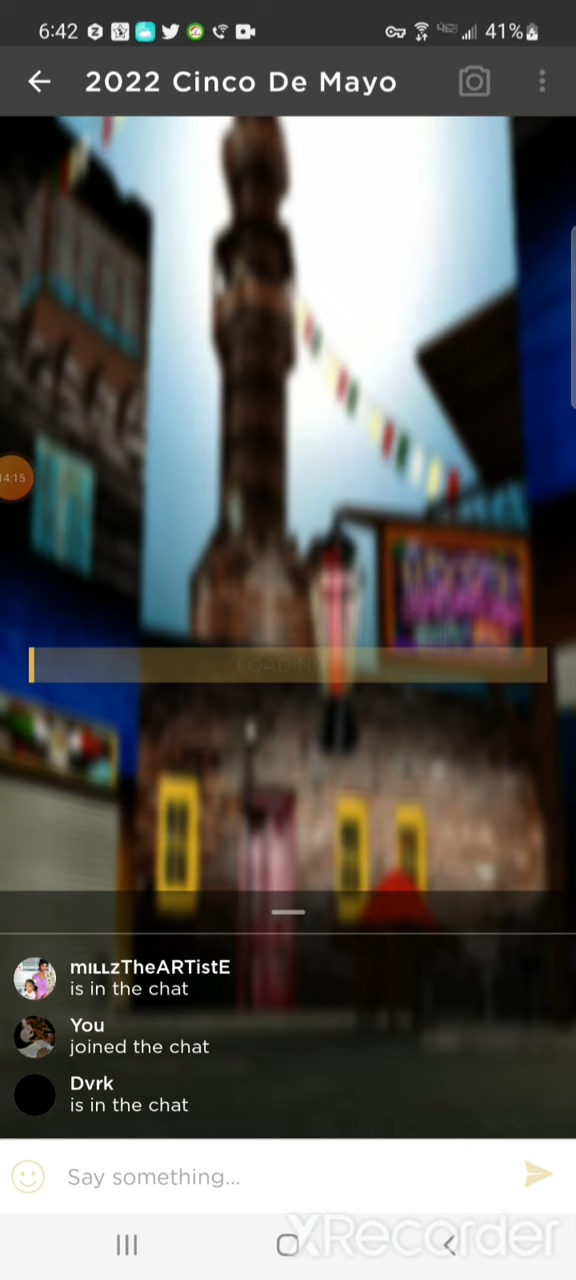 6:42
41%
2022 Cinco De Mayo
14:15
LOADING
mıʟʟzTheARTistE
is in the chat
You
joined the chat
Dvrk
is in the chat
Say something...
XRecorder